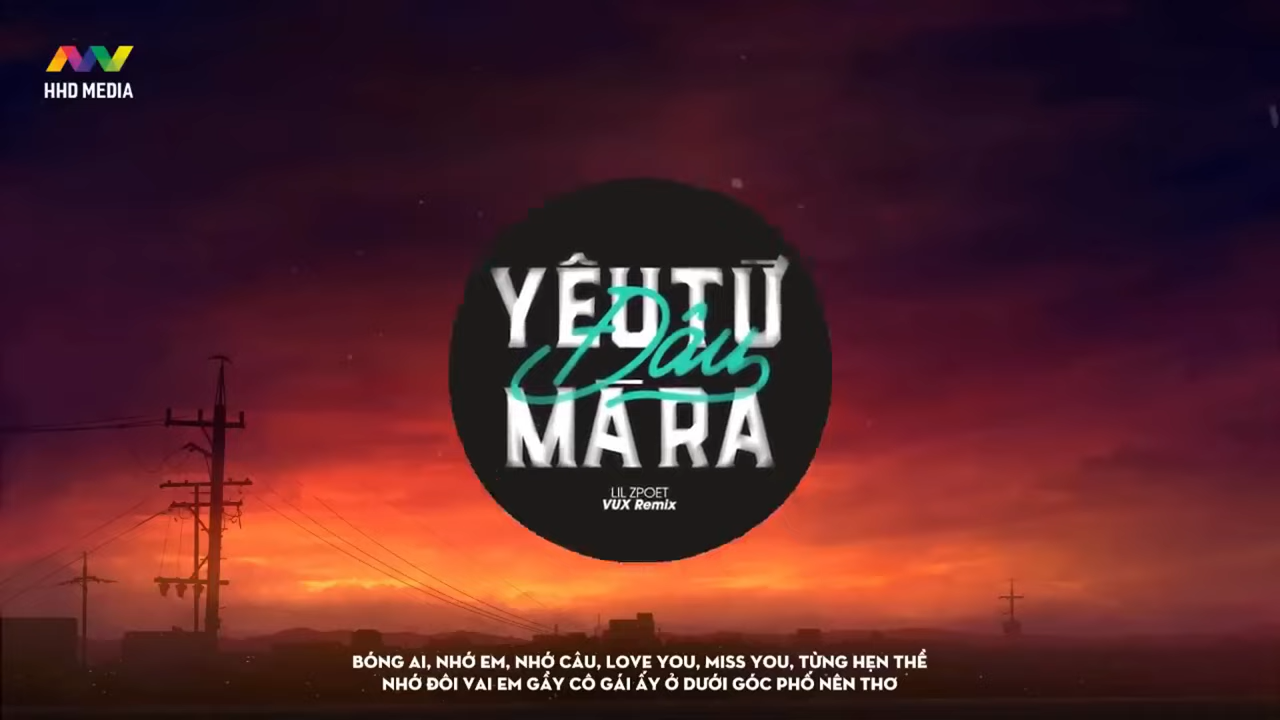 HHD MEDIA
YÊU TỪ
Đâu
MÀ RA
LIL ZPOET
VUX Remix
BÓNG AI, NHỚ EM, NHỚ CÂU, LOVE YOU, MISS YOU, TỪNG HẸN THỀ
NHỚ ĐÔI VAI EM GẦY CÔ GÁI ẤY Ở DƯỚI GÓC PHỐ NÊN THƠ